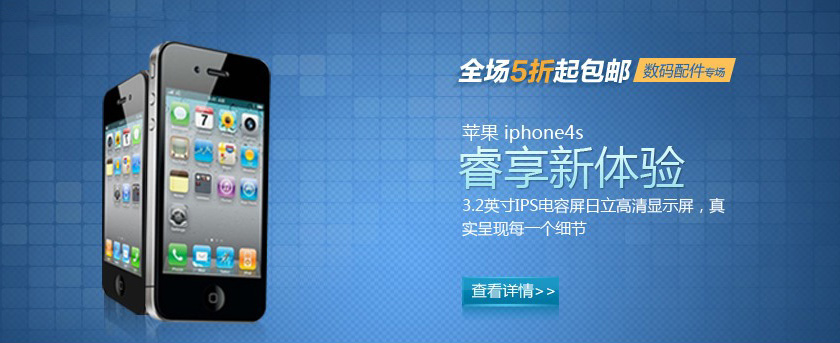 全场5折起包邮 数码配件专场
苹果 iphone4s
睿享新体验
3.2英寸IPS电容屏日立高清显示屏，真
实呈现每一个细节
查看详情>>